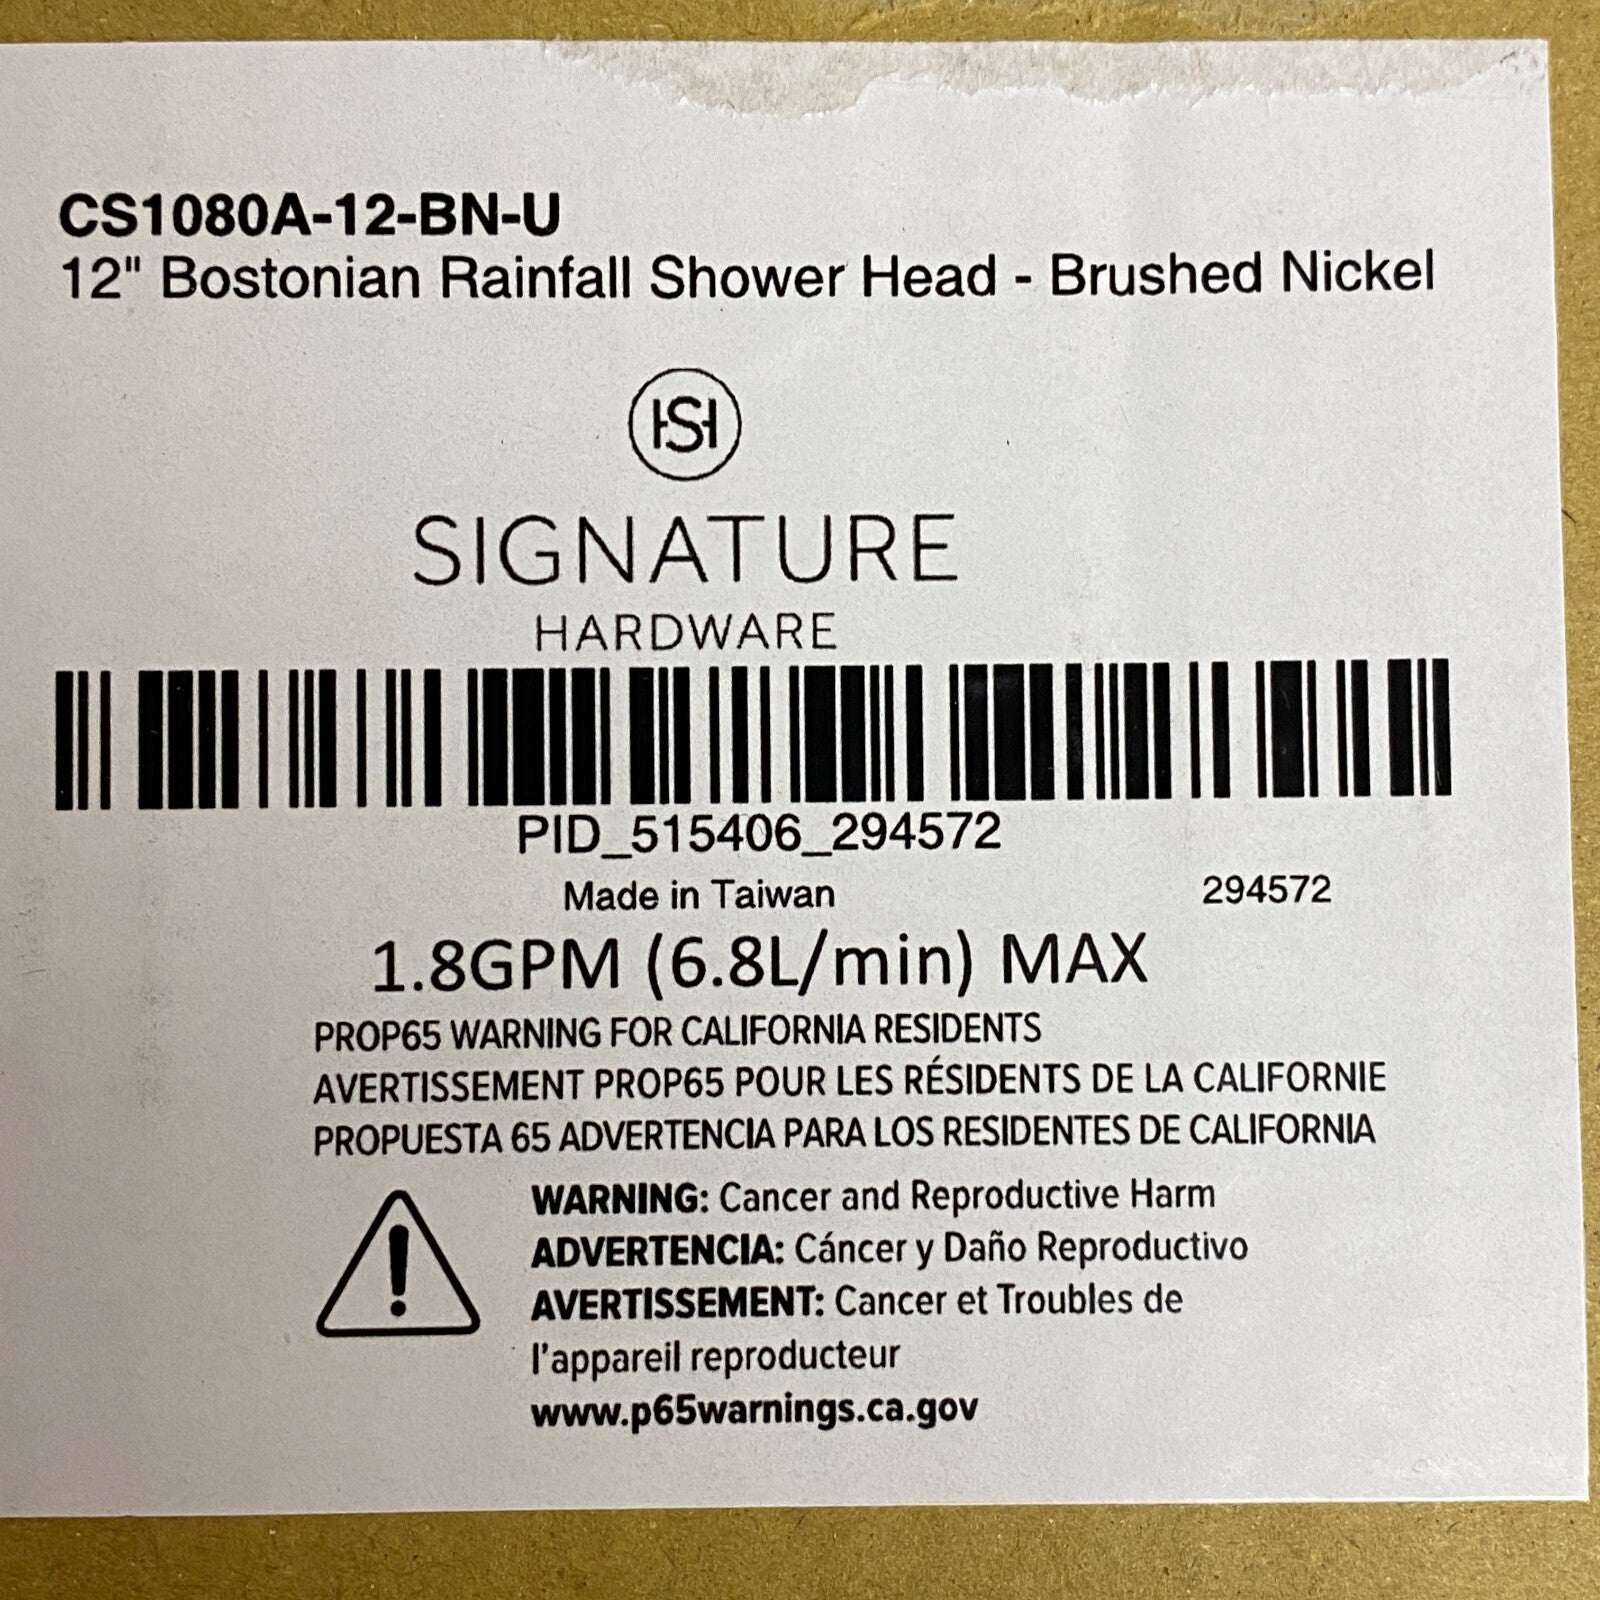 CS1080A-12-BN-U
12" Bostonian Rainfall Shower Head - Brushed Nickel
HSH
SIGNATURE
HARDWARE
PID_515406_294572
Made in Taiwan 294572
1.8GPM (6.8L/min) MAX
PROP65 WARNING FOR CALIFORNIA RESIDENTS
AVERTISSEMENT PROP65 POUR LES RÉSIDENTS DE LA CALIFORNIE
PROPUESTA 65 ADVERTENCIA PARA LOS RESIDENTES DE CALIFORNIA
WARNING: Cancer and Reproductive Harm
ADVERTENCIA: Cáncer y Daño Reproductivo
AVERTISSEMENT: Cancer et Troubles de
l'appareil reproducteur
www.p65warnings.ca.gov